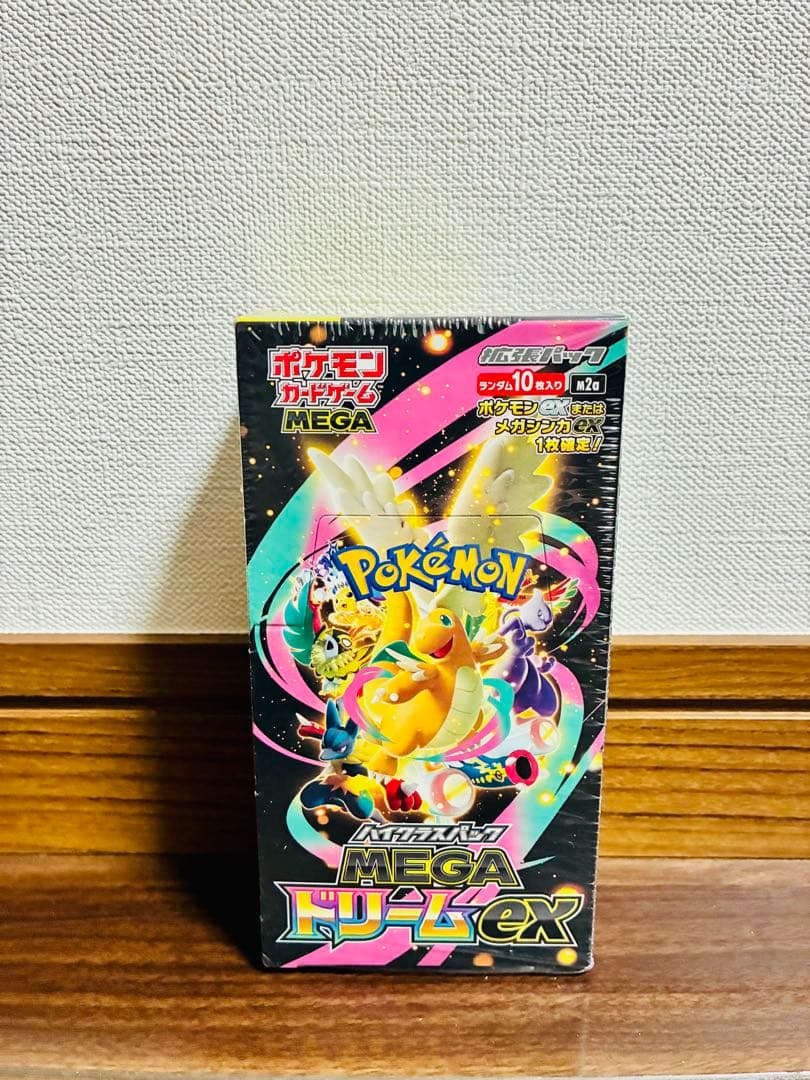 ポケモン
カードゲーム
MEGA
拡張パック
ランダム10枚入り
M2a
ポケモンexまたは
メガシンカex
1枚確定!
POKéMON
ハイクラスパック
MEGA
ドリームex